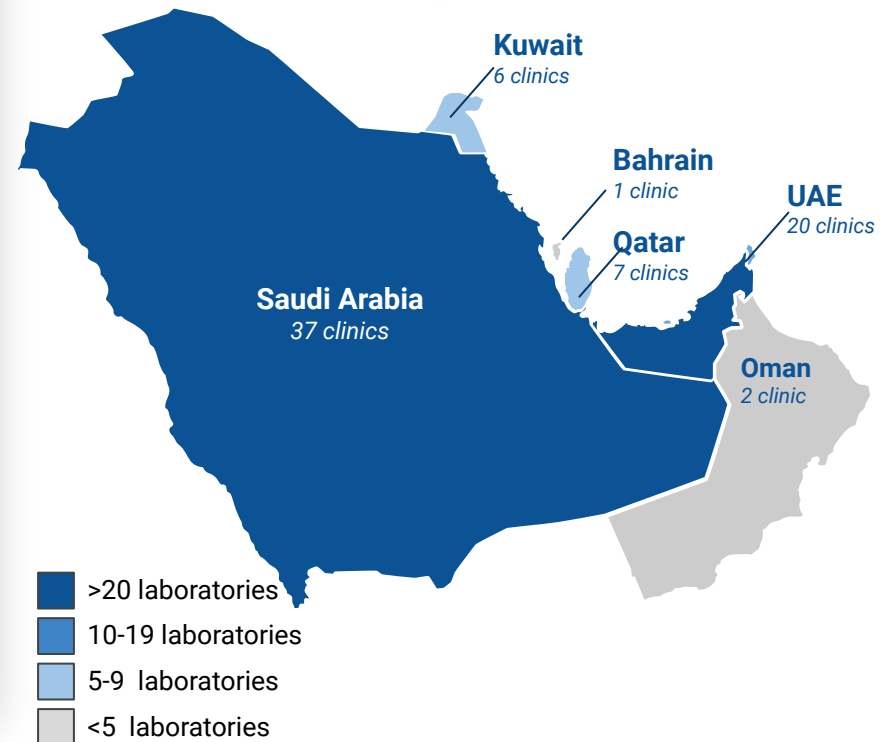 Kuwait
6 clinics
Bahrain
1 clinic
UAE
20 clinics
Qatar
7 clinics
Saudi Arabia
37 clinics
Oman
2 clinic
>20 laboratories
10-19 laboratories
5-9 laboratories
<5 laboratories